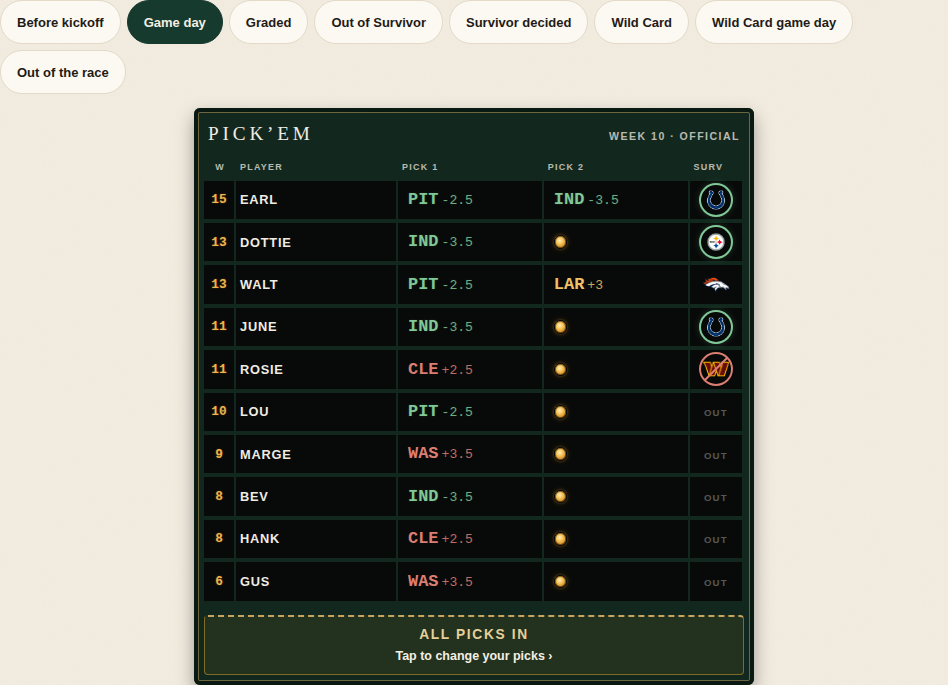 Before kickoff Game day Graded Out of Survivor Survivor decided Wild Card Wild Card game day
Out of the race
PICK’EM WEEK 10 · OFFICIAL
W PLAYER PICK 1 PICK 2 SURV
15 EARL PIT -2.5 IND -3.5
13 DOTTIE IND -3.5
13 WALT PIT -2.5 LAR +3
11 JUNE IND -3.5
11 ROSIE CLE +2.5 W
10 LOU PIT -2.5 OUT
9 MARGE WAS +3.5 OUT
8 BEV IND -3.5 OUT
8 HANK CLE +2.5 OUT
6 GUS WAS +3.5 OUT
ALL PICKS IN
Tap to change your picks ›